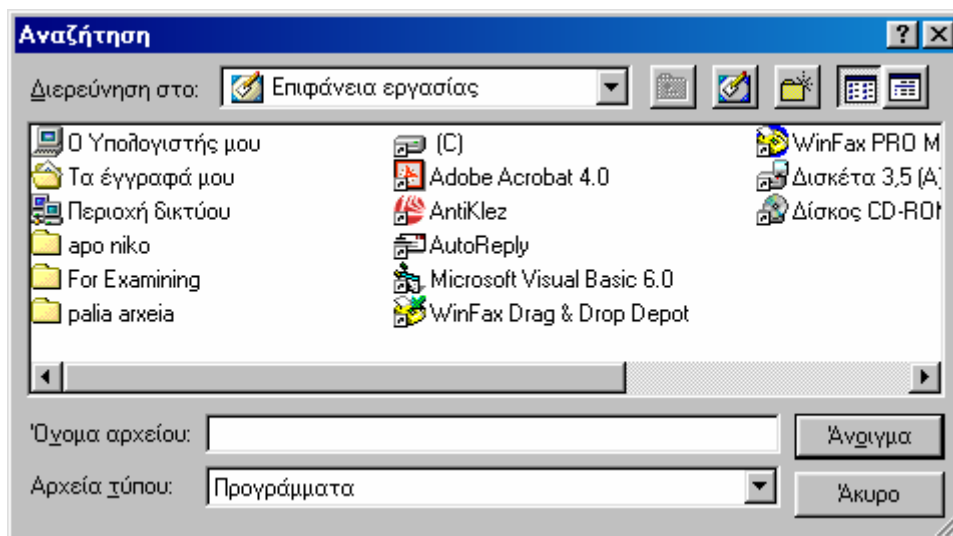 Αναζήτηση
Διερεύνηση στο: Επιφάνεια εργασίας
Ο Υπολογιστής μου
Τα έγγραφά μου
Περιοχή δικτύου
apo niko
For Examining
palia arxeia
(C)
Adobe Acrobat 4.0
AntiKlez
AutoReply
Microsoft Visual Basic 6.0
WinFax Drag & Drop Depot
WinFax PRO M
Δισκέτα 3,5 (A)
Δίσκος CD-ROM
Όνομα αρχείου:
Άνοιγμα
Αρχεία τύπου: Προγράμματα
Άκυρο